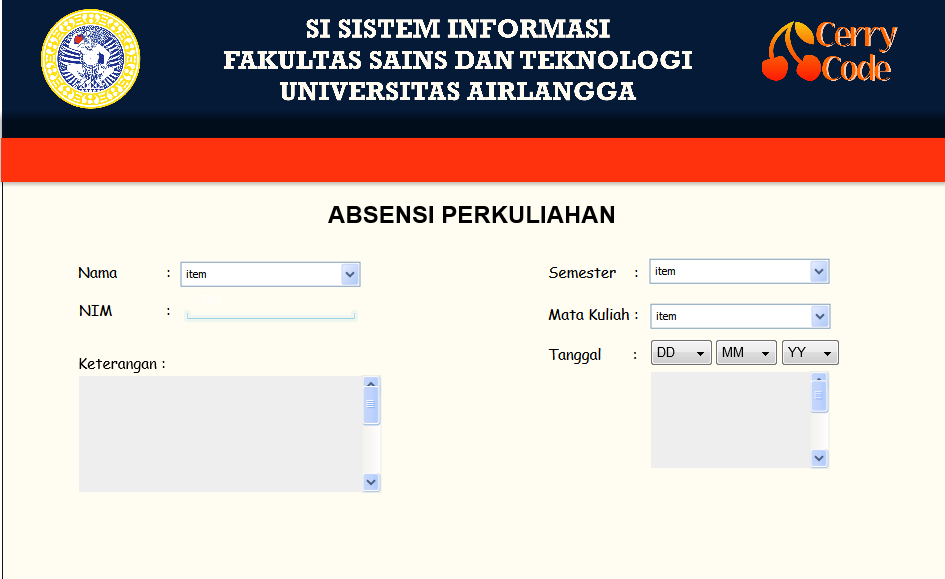 SI SISTEM INFORMASI
FAKULTAS SAINS DAN TEKNOLOGI
UNIVERSITAS AIRLANGGA
Cerry
Code
ABSENSI PERKULIAHAN
Nama : item
NIM :
Keterangan :
Semester : item
Mata Kuliah : item
Tanggal : DD MM YY